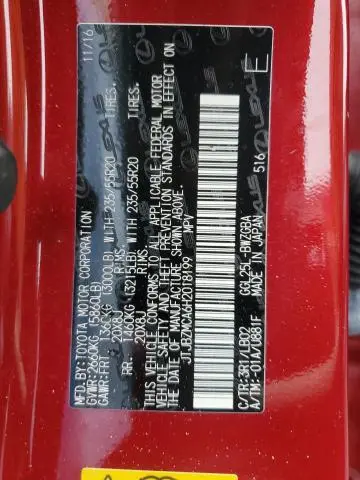 MFD.BY:TOYOTA MOTOR CORPORATION 11/16
GVWR:2660KG (5860LB)
GAWR:FRT. 1360KG (3000LB) WITH 235/55R20 TIRES,
20X8J RIMS,
RR. 1460KG (3215LB) WITH 235/55R20 TIRES,
20X8J RIMS,
THIS VEHICLE CONFORMS TO ALL APPLICABLE FEDERAL MOTOR
VEHICLE SAFETY AND THEFT PREVENTION STANDARDS IN EFFECT ON
THE DATE OF MANUFACTURE SHOWN ABOVE.
JTJBZMCA6H2018499 MPV
C/TR:3R1/LB02 GGL25L-BWZGBA 516 E
A/TM:-01A/U881F MADE IN JAPAN
LEXUS